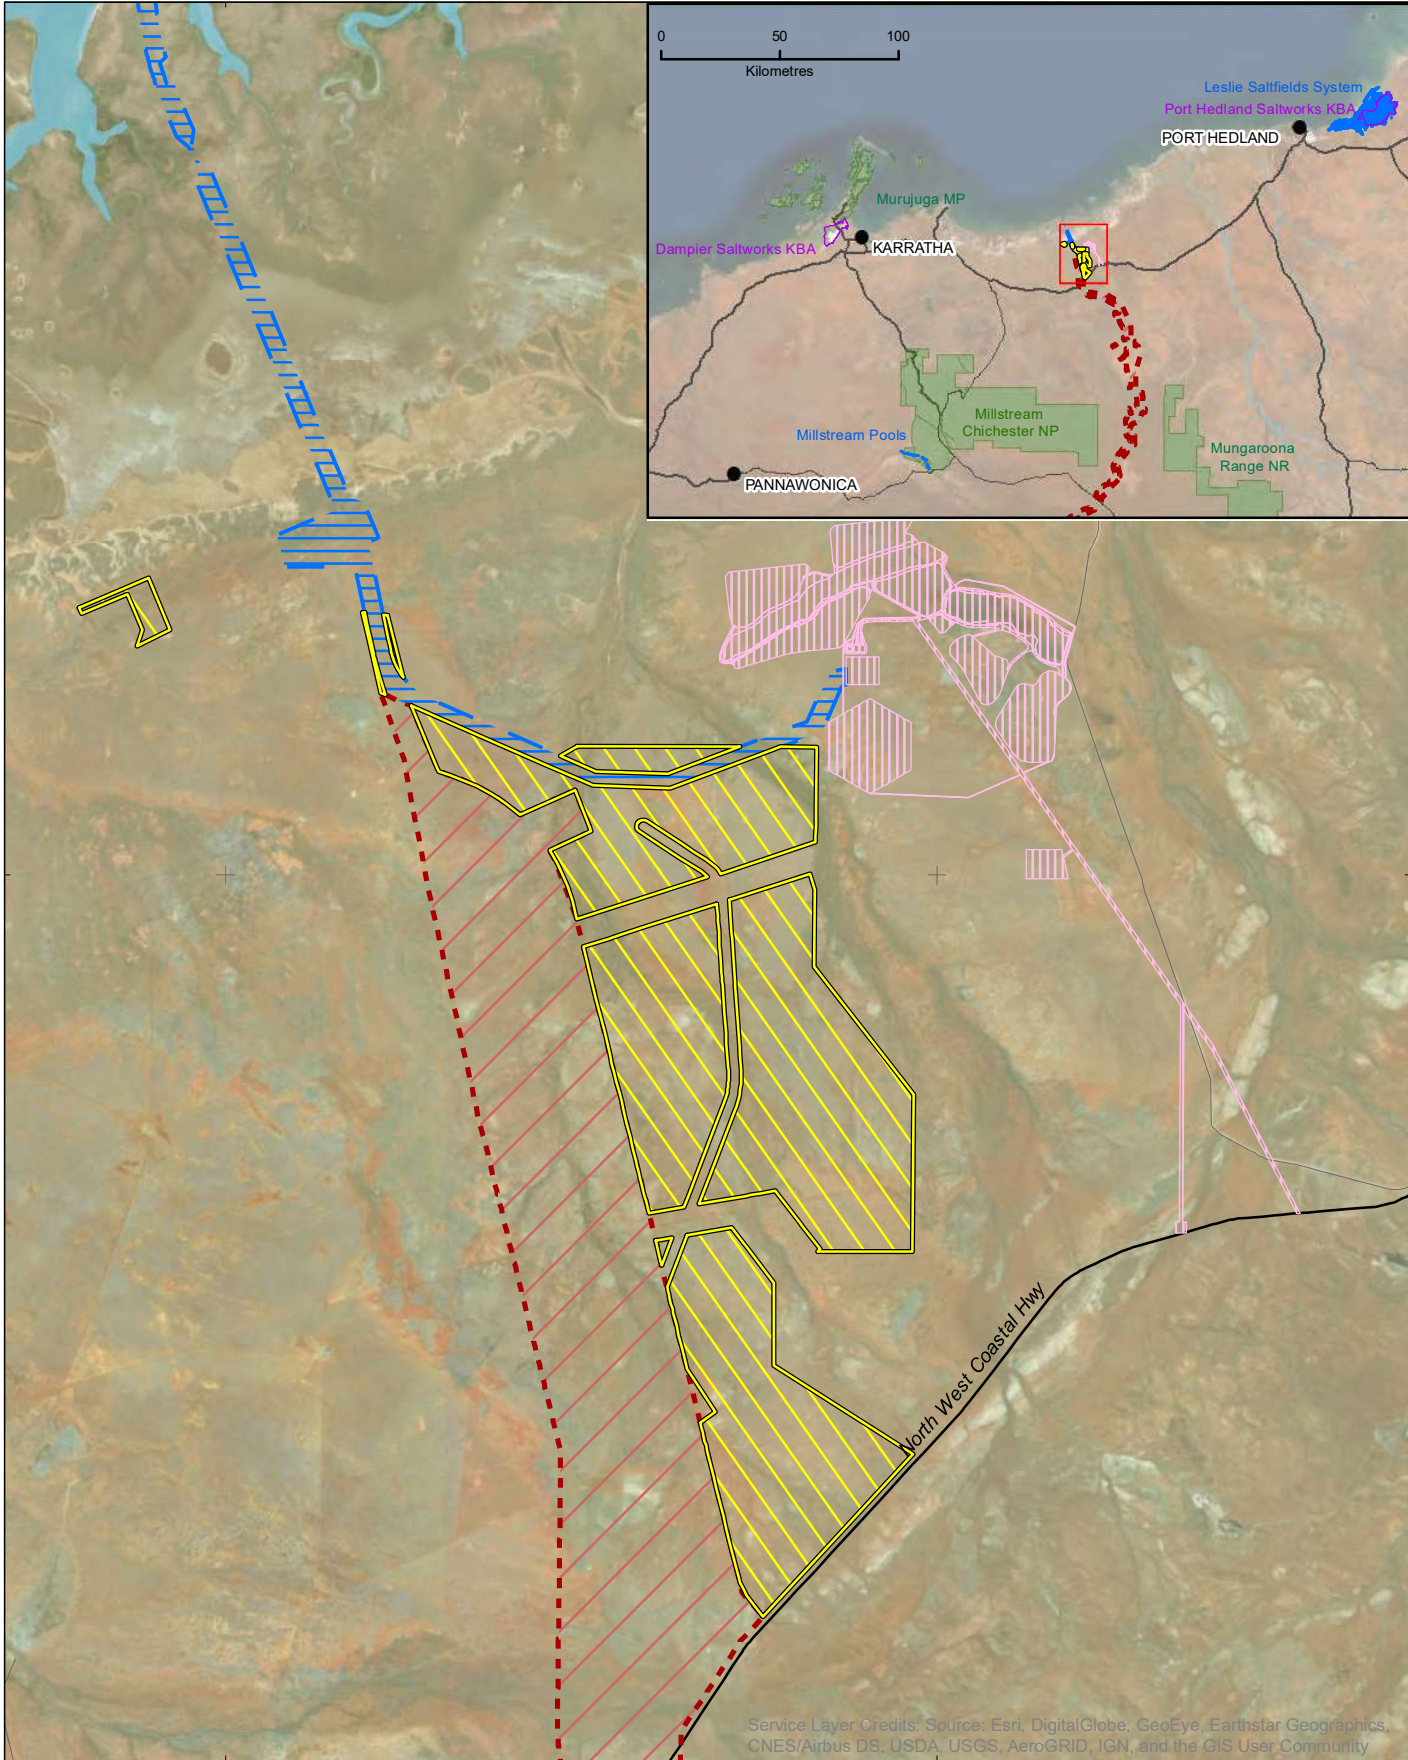 0 50 100
Kilometres
Leslie Saltfields System
Port Hedland Saltworks KBA
PORT HEDLAND
Murujuga MP
Dampier Saltworks KBA
KARRATHA
Millstream
Chichester NP
Millstream Pools
Mungaroona
Range NR
PANNAWONICA
North West Coastal Hwy
Service Layer Credits: Source: Esri, DigitalGlobe, GeoEye, Earthstar Geographics,
CNES/Airbus DS, USDA, USGS, AeroGRID, IGN, and the GIS User Community